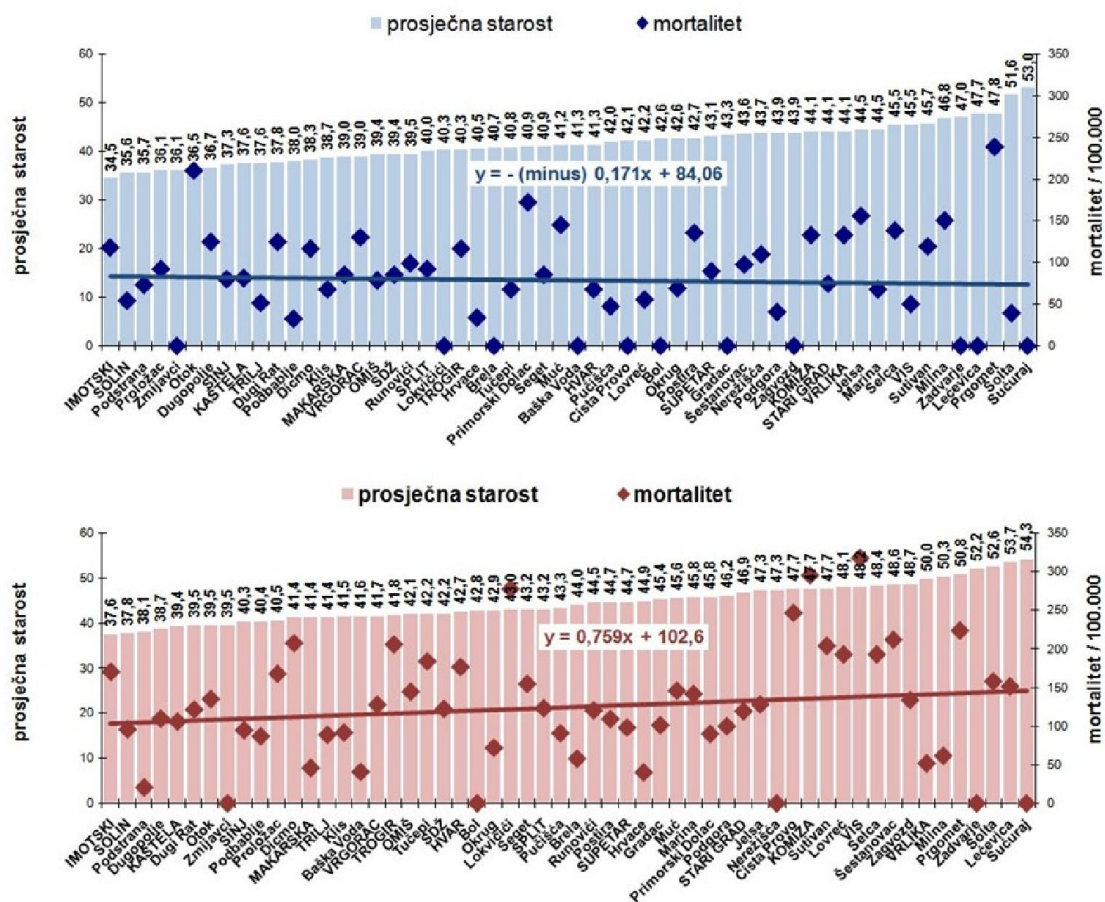 prosječna starost
mortalitet
60
50
40
30
20
10
0
prosječna starost
34,5
35,6
35,7
36,1
36,1
36,5
36,7
37,3
37,6
37,6
37,8
38,0
38,3
38,7
39,0
39,0
39,4
39,4
39,5
40,0
40,3
40,3
40,5
40,7
40,8
40,9
40,9
41,2
41,3
41,3
42,0
42,1
42,2
42,6
42,6
42,7
43,1
43,3
43,6
43,7
43,9
43,9
44,1
44,1
44,1
44,5
44,5
45,5
45,5
45,7
46,8
47,0
47,7
47,8
51,6
53,0
y = - (minus) 0,171x + 84,06
350
300
250
200
150
100
50
0
mortalitet / 100.000
IMOTSKI
SOLIN
Podstrana
Proložac
Zmijavci
Otok
Dugopolje
SINJ
KAŠTELA
TRILJ
Dugi Rat
Podbablje
Dicmo
Klis
MAKARSKA
VRGORAC
OMIŠ
SDŽ
Runovići
SPLIT
Lokvičići
TROGIR
Hrvace
Brela
Tučepi
Primorski Dolac
Seget
Muć
Baška Voda
HVAR
Pučišća
Cista Provo
Lovreć
Bol
Okrug
Postira
SUPETAR
Gradac
Šestanovac
Nerežišća
Podgora
Zagvozd
KOMIŽA
STARI GRAD
VRLIKA
Jelsa
Marina
Selca
VIS
Sutivan
Milna
Zadvarje
Lećevica
Prgomet
Šolta
Sućuraj
prosječna starost
mortalitet
60
50
40
30
20
10
0
prosječna starost
37,6
37,8
38,1
38,7
39,4
39,5
39,5
39,5
40,3
40,4
40,5
41,4
41,4
41,4
41,5
41,6
41,7
41,8
42,1
42,2
42,2
42,7
42,8
42,9
43,0
43,2
43,2
43,3
44,0
44,5
44,7
44,7
44,9
45,4
45,6
45,8
45,8
46,2
46,9
47,3
47,3
47,7
47,7
47,7
48,1
48,2
48,4
48,6
48,7
50,0
50,3
50,8
52,2
52,6
53,7
54,3
y = 0,759x + 102,6
350
300
250
200
150
100
50
0
mortalitet / 100.000
IMOTSKI
SOLIN
Podstrana
Dugopolje
KAŠTELA
Dugi Rat
Otok
Zmijavci
SINJ
Podbablje
Proložac
Dicmo
MAKARSKA
TRILJ
Klis
Baška Voda
VRGORAC
TROGIR
OMIŠ
Tučepi
SDŽ
HVAR
Bol
Okrug
Lokvičići
Seget
SPLIT
Pučišća
Brela
Runovići
Postira
SUPETAR
Hrvace
Gradac
Muć
Marina
Primorski Dolac
Podgora
STARI GRAD
Jelsa
Nerežišća
Cista Provo
KOMIŽA
Sutivan
Lovreć
VIS
Selca
Šestanovac
Zagvozd
VRLIKA
Milna
Prgomet
Zadvarje
Šolta
Lećevica
Sućuraj